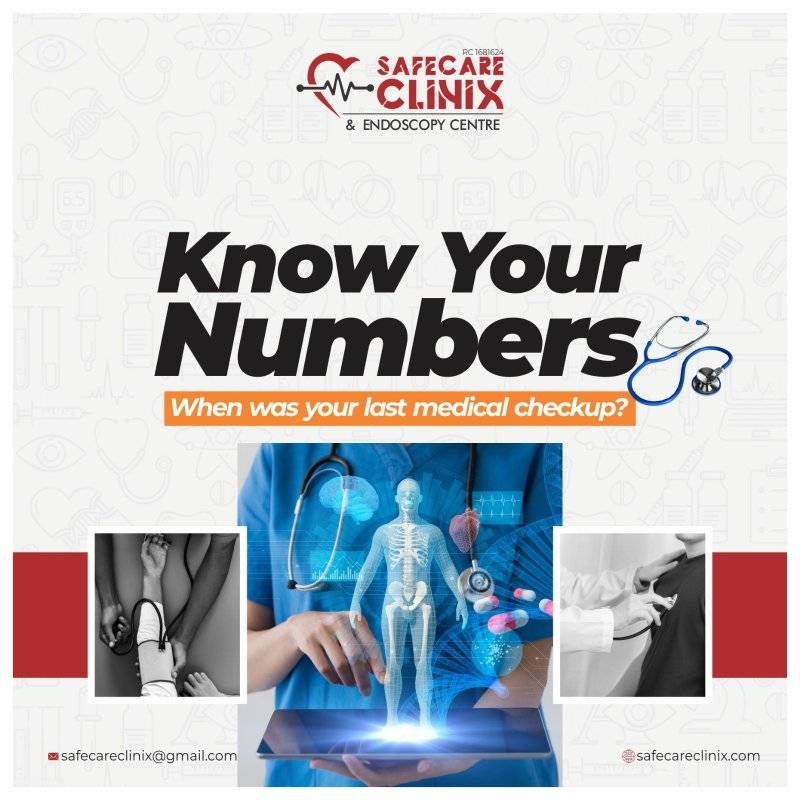 RC 1681624
SAFECARE
CLINIX
& ENDOSCOPY CENTRE
Know Your
Numbers
When was your last medical checkup?
safecareclinix@gmail.com
safecareclinix.com